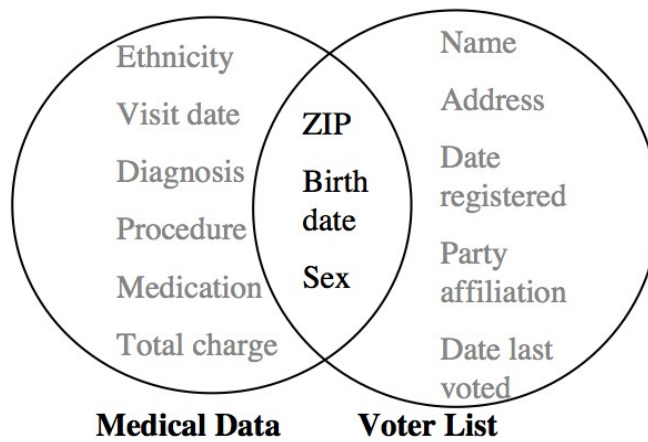 Ethnicity
Visit date
Diagnosis
Procedure
Medication
Total charge
ZIP
Birth
date
Sex
Name
Address
Date
registered
Party
affiliation
Date last
voted
Medical Data
Voter List